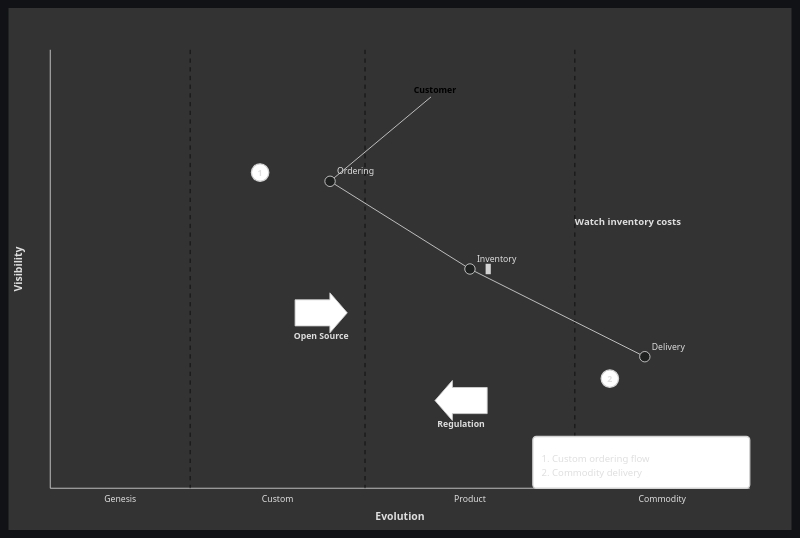 Customer
1
Ordering
Watch inventory costs
Inventory
Visibility
Open Source
Delivery
2
Regulation
1. Custom ordering flow
2. Commodity delivery
Genesis
Custom
Product
Commodity
Evolution